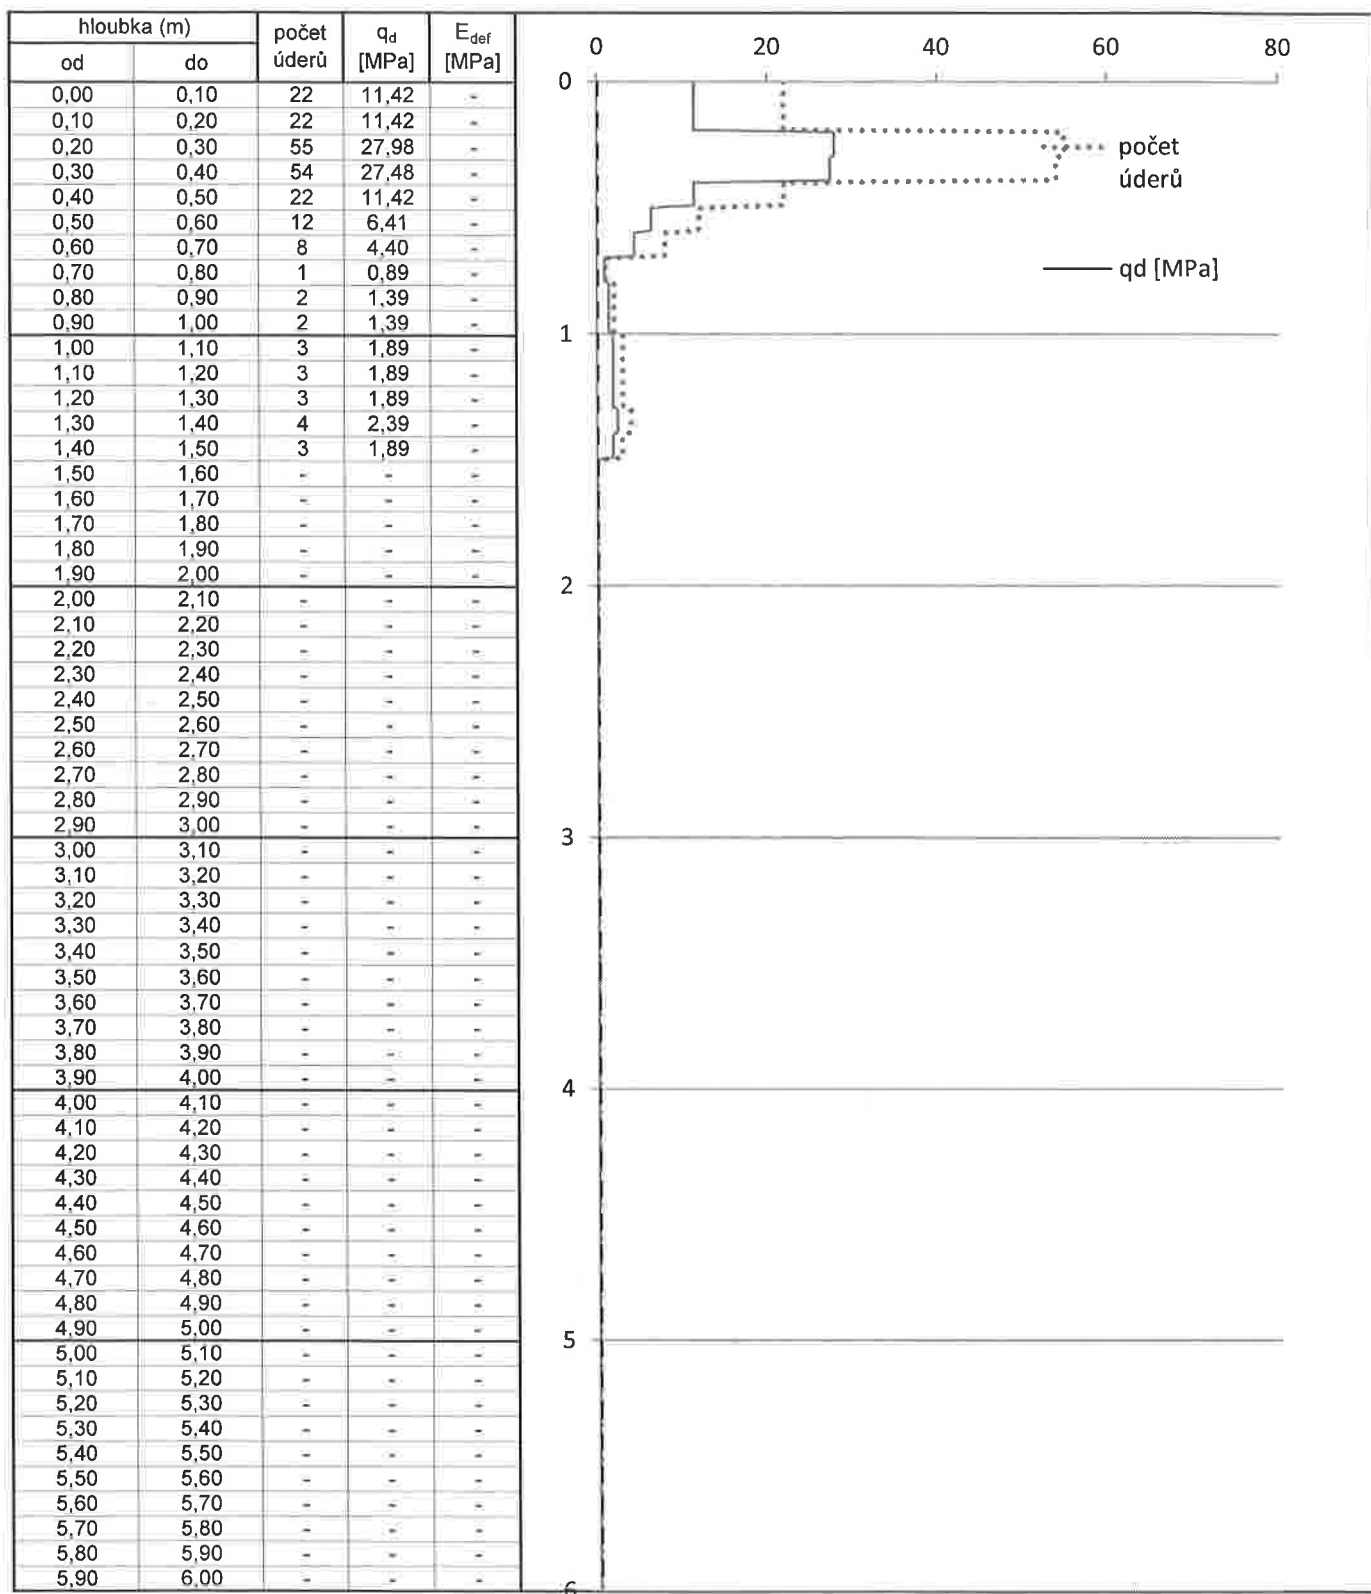 hloubka (m) počet úderů qd [MPa] Edef [MPa]
od do
0,00 0,10 22 11,42 -
0,10 0,20 22 11,42 -
0,20 0,30 55 27,98 -
0,30 0,40 54 27,48 -
0,40 0,50 22 11,42 -
0,50 0,60 12 6,41 -
0,60 0,70 8 4,40 -
0,70 0,80 1 0,89 -
0,80 0,90 2 1,39 -
0,90 1,00 2 1,39 -
1,00 1,10 3 1,89 -
1,10 1,20 3 1,89 -
1,20 1,30 3 1,89 -
1,30 1,40 4 2,39 -
1,40 1,50 3 1,89 -
1,50 1,60 - - -
1,60 1,70 - - -
1,70 1,80 - - -
1,80 1,90 - - -
1,90 2,00 - - -
2,00 2,10 - - -
2,10 2,20 - - -
2,20 2,30 - - -
2,30 2,40 - - -
2,40 2,50 - - -
2,50 2,60 - - -
2,60 2,70 - - -
2,70 2,80 - - -
2,80 2,90 - - -
2,90 3,00 - - -
3,00 3,10 - - -
3,10 3,20 - - -
3,20 3,30 - - -
3,30 3,40 - - -
3,40 3,50 - - -
3,50 3,60 - - -
3,60 3,70 - - -
3,70 3,80 - - -
3,80 3,90 - - -
3,90 4,00 - - -
4,00 4,10 - - -
4,10 4,20 - - -
4,20 4,30 - - -
4,30 4,40 - - -
4,40 4,50 - - -
4,50 4,60 - - -
4,60 4,70 - - -
4,70 4,80 - - -
4,80 4,90 - - -
4,90 5,00 - - -
5,00 5,10 - - -
5,10 5,20 - - -
5,20 5,30 - - -
5,30 5,40 - - -
5,40 5,50 - - -
5,50 5,60 - - -
5,60 5,70 - - -
5,70 5,80 - - -
5,80 5,90 - - -
5,90 6,00 - - -
0 20 40 60 80
0
počet
úderů
qd [MPa]
1
2
3
4
5
6